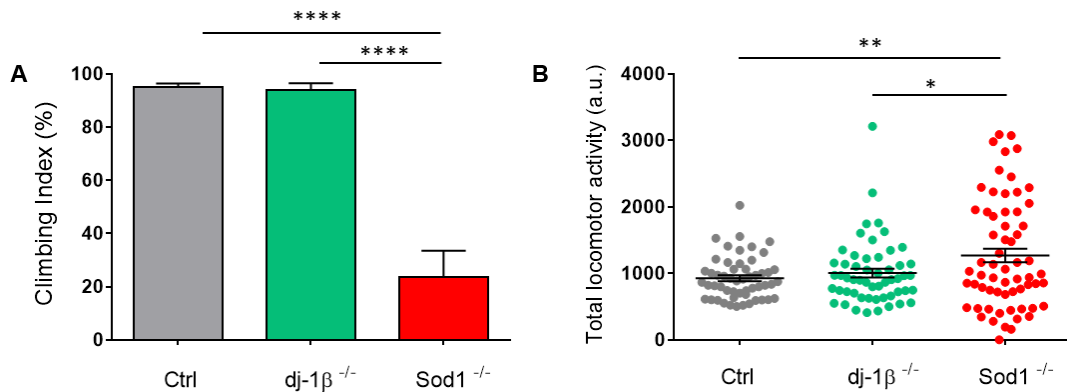 A
****
****
Climbing Index (%)
100
80
60
40
20
0
Ctrl
dj-1β -/-
Sod1 -/-
B
**
*
Total locomotor activity (a.u.)
4000
3000
2000
1000
0
Ctrl
dj-1β -/-
Sod1 -/-